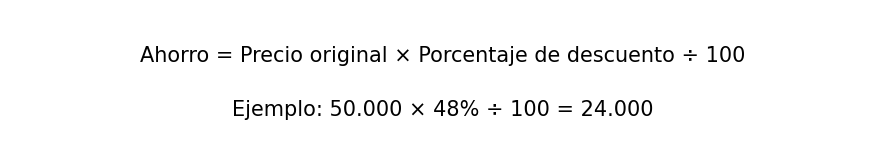 Ahorro = Precio original × Porcentaje de descuento ÷ 100
Ejemplo: 50.000 × 48% ÷ 100 = 24.000